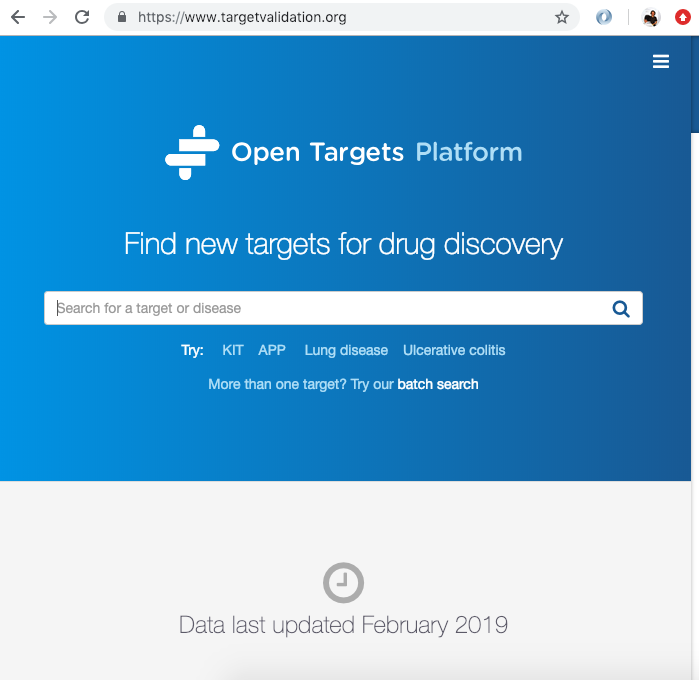 https://www.targetvalidation.org
Open Targets Platform
Find new targets for drug discovery
Search for a target or disease
Try: KIT APP Lung disease Ulcerative colitis
More than one target? Try our batch search
Data last updated February 2019